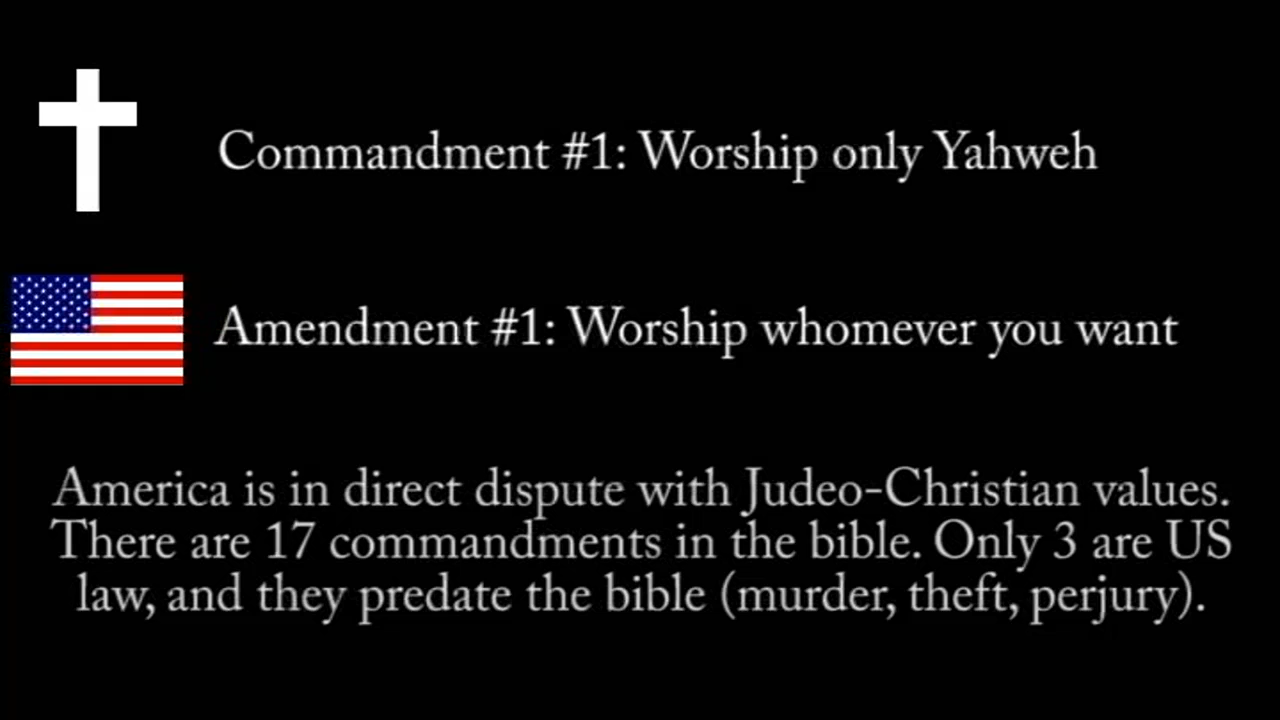 Commandment #1: Worship only Yahweh
Amendment #1: Worship whomever you want
America is in direct dispute with Judeo-Christian values.
There are 17 commandments in the bible. Only 3 are US
law, and they predate the bible (murder, theft, perjury).